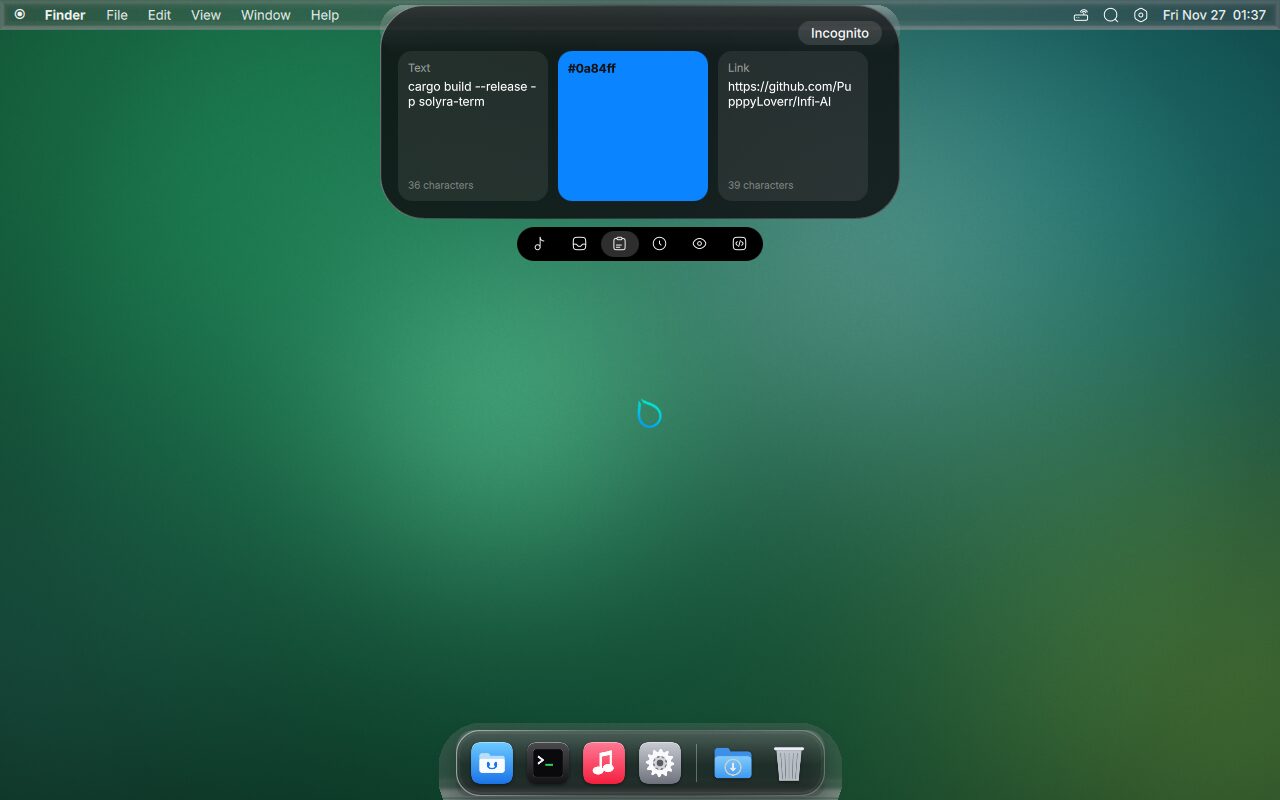 Finder File Edit View Window Help Fri Nov 27 01:37
Incognito
Text
cargo build --release -
p solyra-term
36 characters
#0a84ff
Link
https://github.com/Pu
pppyLoverr/Infi-AI
39 characters